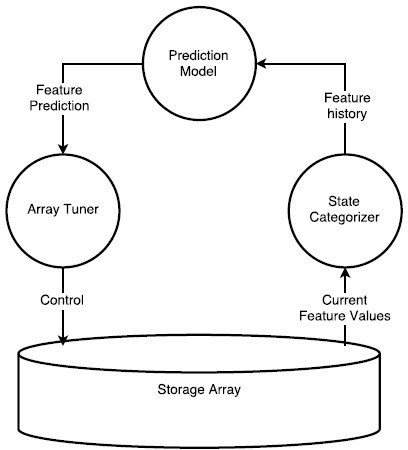 Prediction
Model
Feature
Prediction
Feature
history
Array Tuner
State
Categorizer
Control
Current
Feature Values
Storage Array